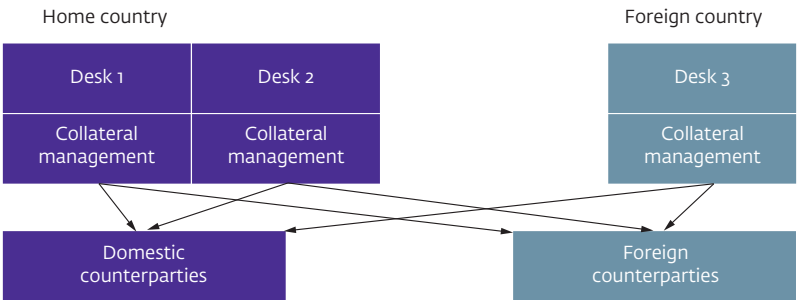 Home country
Foreign country
Desk 1
Desk 2
Desk 3
Collateral
management
Collateral
management
Collateral
management
Domestic
counterparties
Foreign
counterparties